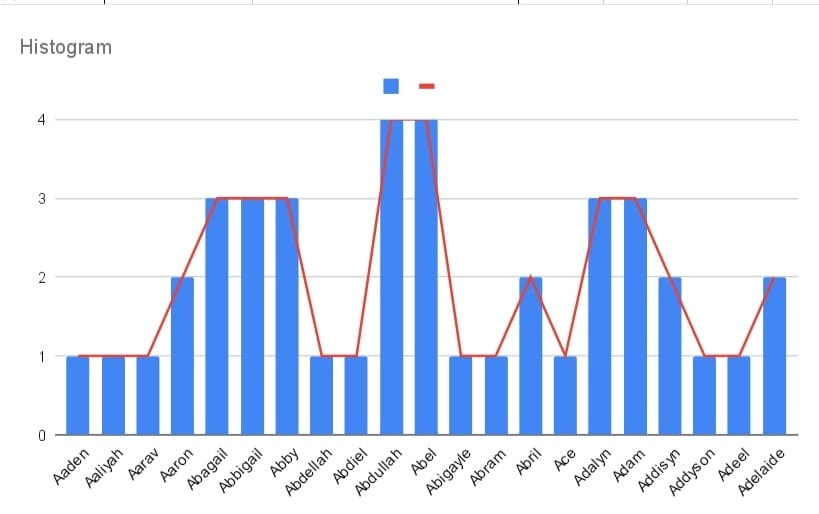 Histogram
4
3
2
1
0
Aaden
Aaliyah
Aarav
Aaron
Abagail
Abbigail
Abby
Abdellah
Abdiel
Abdullah
Abel
Abigayle
Abram
Abril
Ace
Adalyn
Adam
Addisyn
Addyson
Adeel
Adelaide